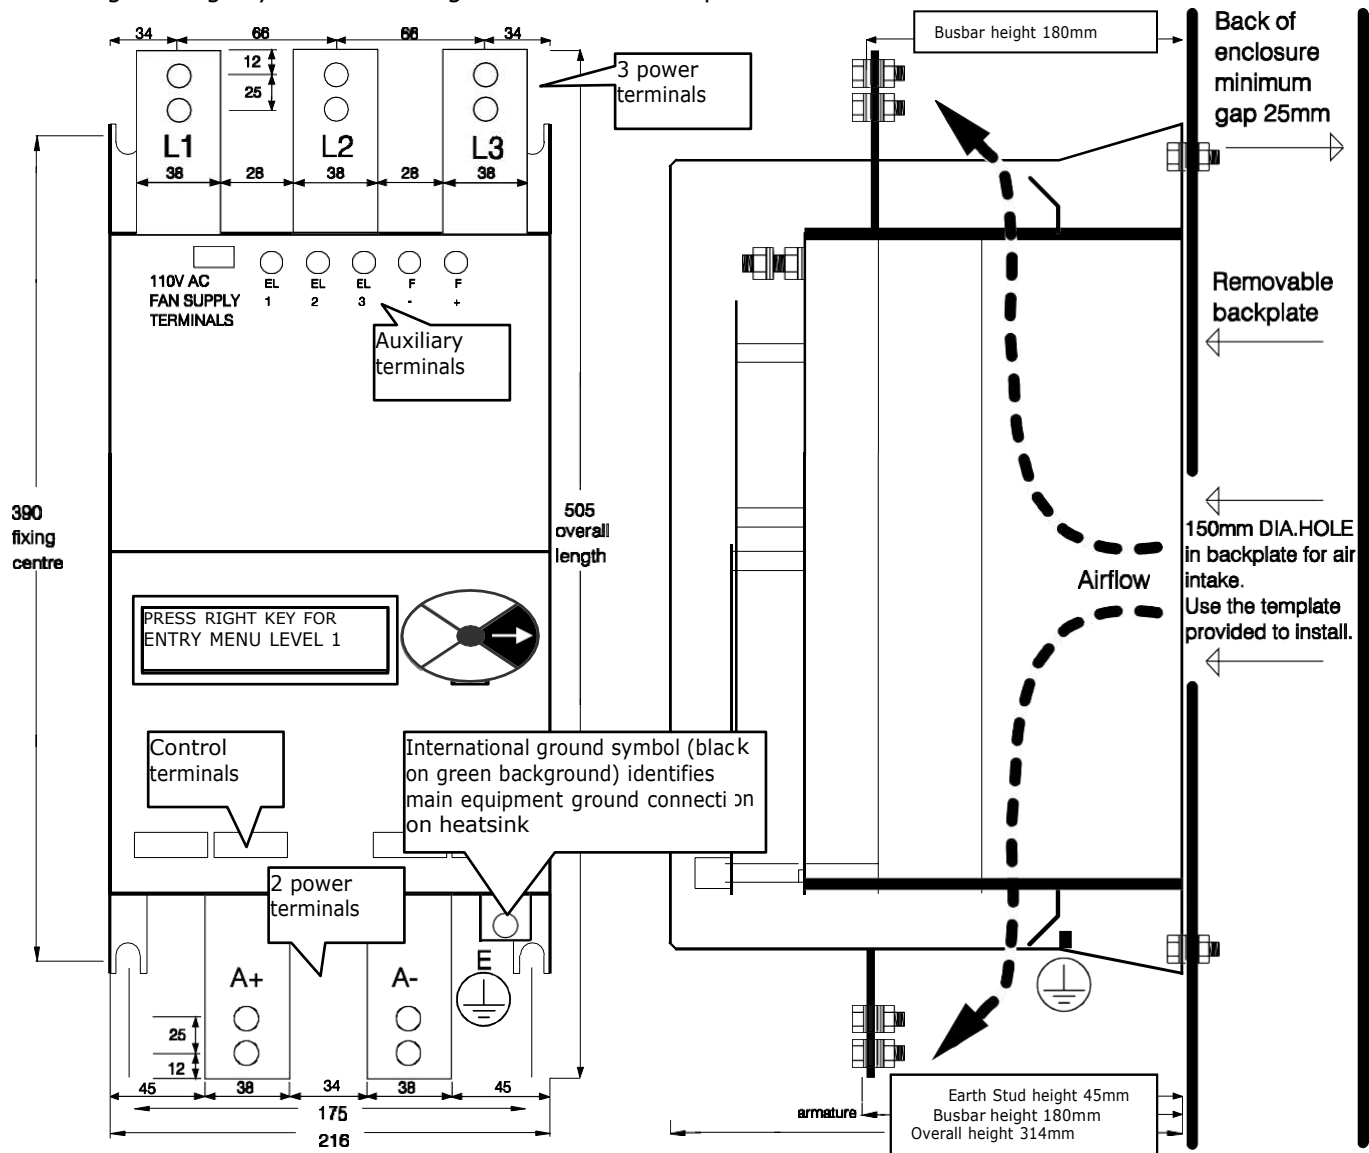 34
66
66
34
12
25
L1
L2
L3
38
28
38
28
38
3 power
terminals
Busbar height 180mm
Back of
enclosure
minimum
gap 25mm
110V AC
FAN SUPPLY
TERMINALS
EL
1
EL
2
EL
3
F
-
F
+
Auxiliary
terminals
Removable
backplate
390
fixing
centre
505
overall
length
Airflow
150mm DIA.HOLE
in backplate for air
intake.
Use the template
provided to install.
PRESS RIGHT KEY FOR
ENTRY MENU LEVEL 1
Control
terminals
International ground symbol (black
on green background) identifies
main equipment ground connecti on
on heatsink
2 power
terminals
A+
A-
E
25
12
45
38
34
38
45
175
216
armature
Earth Stud height 45mm
Busbar height 180mm
Overall height 314mm